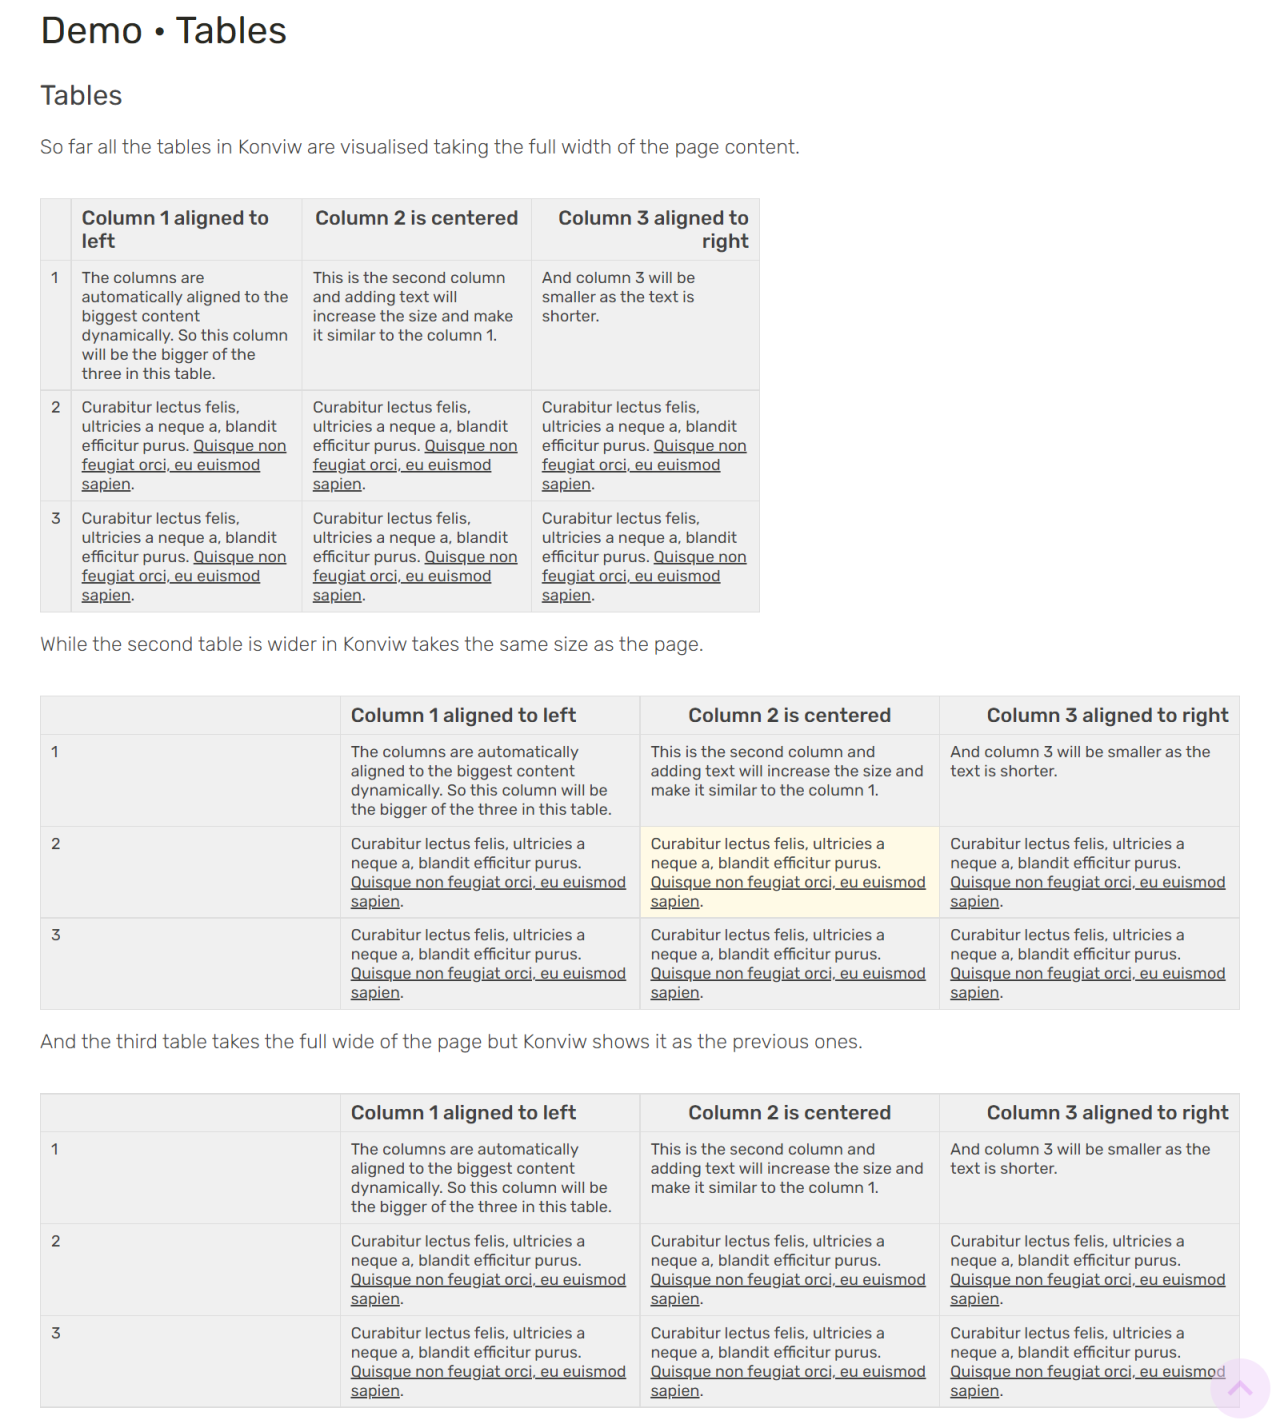 Demo • Tables
Tables
So far all the tables in Konviw are visualised taking the full width of the page content.
Column 1 aligned to
left
Column 2 is centered
Column 3 aligned to
right
1
The columns are
automatically aligned to the
biggest content
dynamically. So this column
will be the bigger of the
three in this table.
This is the second column
and adding text will
increase the size and make
it similar to the column 1.
And column 3 will be
smaller as the text is
shorter.
2
Curabitur lectus felis,
ultricies a neque a, blandit
efficitur purus. Quisque non
feugiat orci, eu euismod
sapien.
Curabitur lectus felis,
ultricies a neque a, blandit
efficitur purus. Quisque non
feugiat orci, eu euismod
sapien.
Curabitur lectus felis,
ultricies a neque a, blandit
efficitur purus. Quisque non
feugiat orci, eu euismod
sapien.
3
Curabitur lectus felis,
ultricies a neque a, blandit
efficitur purus. Quisque non
feugiat orci, eu euismod
sapien.
Curabitur lectus felis,
ultricies a neque a, blandit
efficitur purus. Quisque non
feugiat orci, eu euismod
sapien.
Curabitur lectus felis,
ultricies a neque a, blandit
efficitur purus. Quisque non
feugiat orci, eu euismod
sapien.
While the second table is wider in Konviw takes the same size as the page.
Column 1 aligned to left
Column 2 is centered
Column 3 aligned to right
1
The columns are automatically
aligned to the biggest content
dynamically. So this column will be
the bigger of the three in this table.
This is the second column and
adding text will increase the size and
make it similar to the column 1.
And column 3 will be smaller as the
text is shorter.
2
Curabitur lectus felis, ultricies a
neque a, blandit efficitur purus.
Quisque non feugiat orci, eu euismod
sapien.
Curabitur lectus felis, ultricies a
neque a, blandit efficitur purus.
Quisque non feugiat orci, eu euismod
sapien.
Curabitur lectus felis, ultricies a
neque a, blandit efficitur purus.
Quisque non feugiat orci, eu euismod
sapien.
3
Curabitur lectus felis, ultricies a
neque a, blandit efficitur purus.
Quisque non feugiat orci, eu euismod
sapien.
Curabitur lectus felis, ultricies a
neque a, blandit efficitur purus.
Quisque non feugiat orci, eu euismod
sapien.
Curabitur lectus felis, ultricies a
neque a, blandit efficitur purus.
Quisque non feugiat orci, eu euismod
sapien.
And the third table takes the full wide of the page but Konviw shows it as the previous ones.
Column 1 aligned to left
Column 2 is centered
Column 3 aligned to right
1
The columns are automatically
aligned to the biggest content
dynamically. So this column will be
the bigger of the three in this table.
This is the second column and
adding text will increase the size and
make it similar to the column 1.
And column 3 will be smaller as the
text is shorter.
2
Curabitur lectus felis, ultricies a
neque a, blandit efficitur purus.
Quisque non feugiat orci, eu euismod
sapien.
Curabitur lectus felis, ultricies a
neque a, blandit efficitur purus.
Quisque non feugiat orci, eu euismod
sapien.
Curabitur lectus felis, ultricies a
neque a, blandit efficitur purus.
Quisque non feugiat orci, eu euismod
sapien.
3
Curabitur lectus felis, ultricies a
neque a, blandit efficitur purus.
Quisque non feugiat orci, eu euismod
sapien.
Curabitur lectus felis, ultricies a
neque a, blandit efficitur purus.
Quisque non feugiat orci, eu euismod
sapien.
Curabitur lectus felis, ultricies a
neque a, blandit efficitur purus.
Quisque non feugiat orci, eu euismod
sapien.